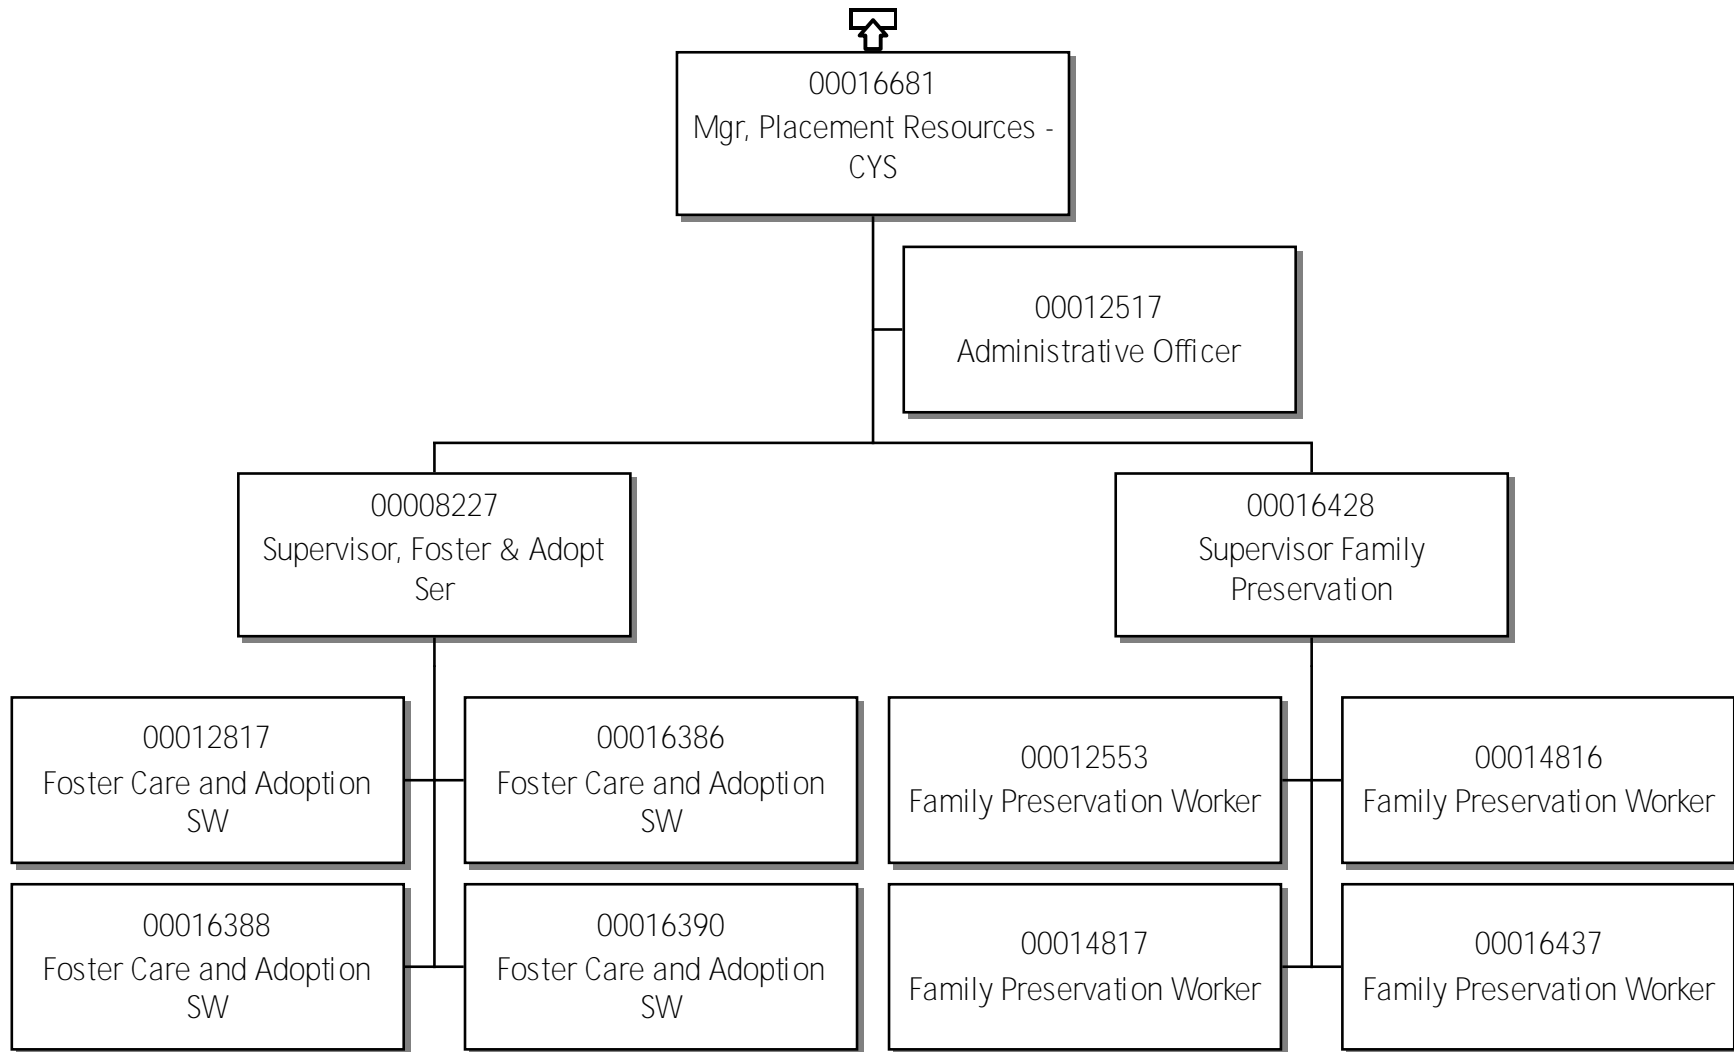 00016681
Mgr, Placement Resources -
CYS
00012517
Administrative Officer
00008227
Supervisor, Foster & Adopt
Ser
00016428
Supervisor Family
Preservation
00012817
Foster Care and Adoption
SW
00016386
Foster Care and Adoption
SW
00012553
Family Preservation Worker
00014816
Family Preservation Worker
00016388
Foster Care and Adoption
SW
00016390
Foster Care and Adoption
SW
00014817
Family Preservation Worker
00016437
Family Preservation Worker